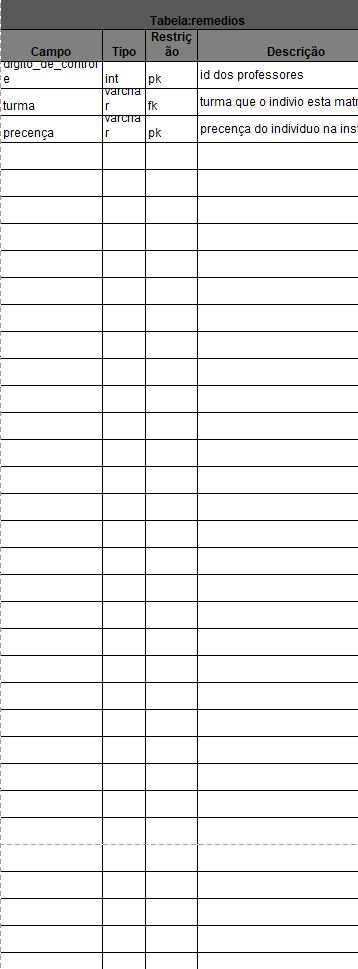 Tabela:remedios
Campo Tipo Restriç
ão Descrição
digito_de_control
e int pk id dos professores
turma varcha
r fk turma que o indivio esta matr
precença varcha
r pk precença do individuo na inst